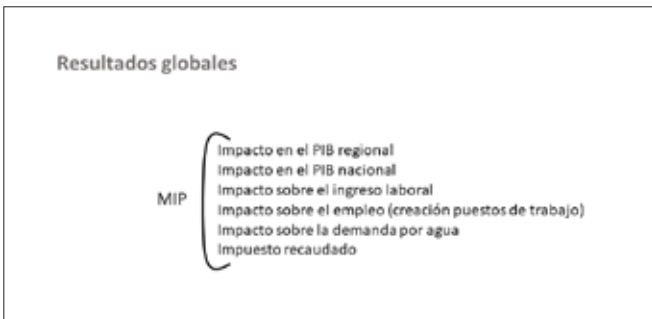 Resultados globales
Impacto en el PIB regional
Impacto en el PIB nacional
MIP
Impacto sobre el ingreso laboral
Impacto sobre el empleo (creación puestos de trabajo)
Impacto sobre la demanda por agua
Impuesto recaudado